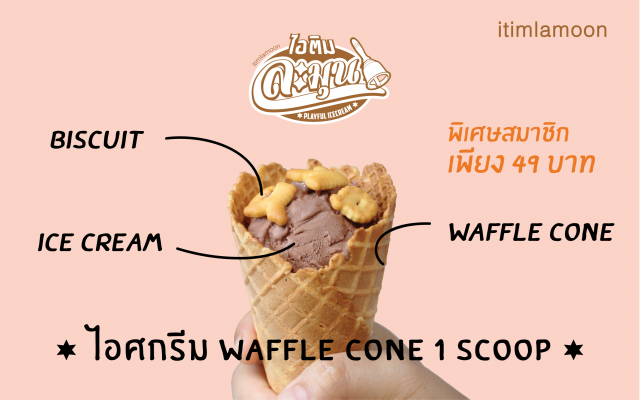 itimlamoon
itimlamoon
ไอติม
ละมุน
PLAYFUL ICECREAM
BISCUIT
พิเศษสมาชิก
เพียง 49 บาท
ICE CREAM
WAFFLE CONE
ไอศกรีม WAFFLE CONE 1 SCOOP